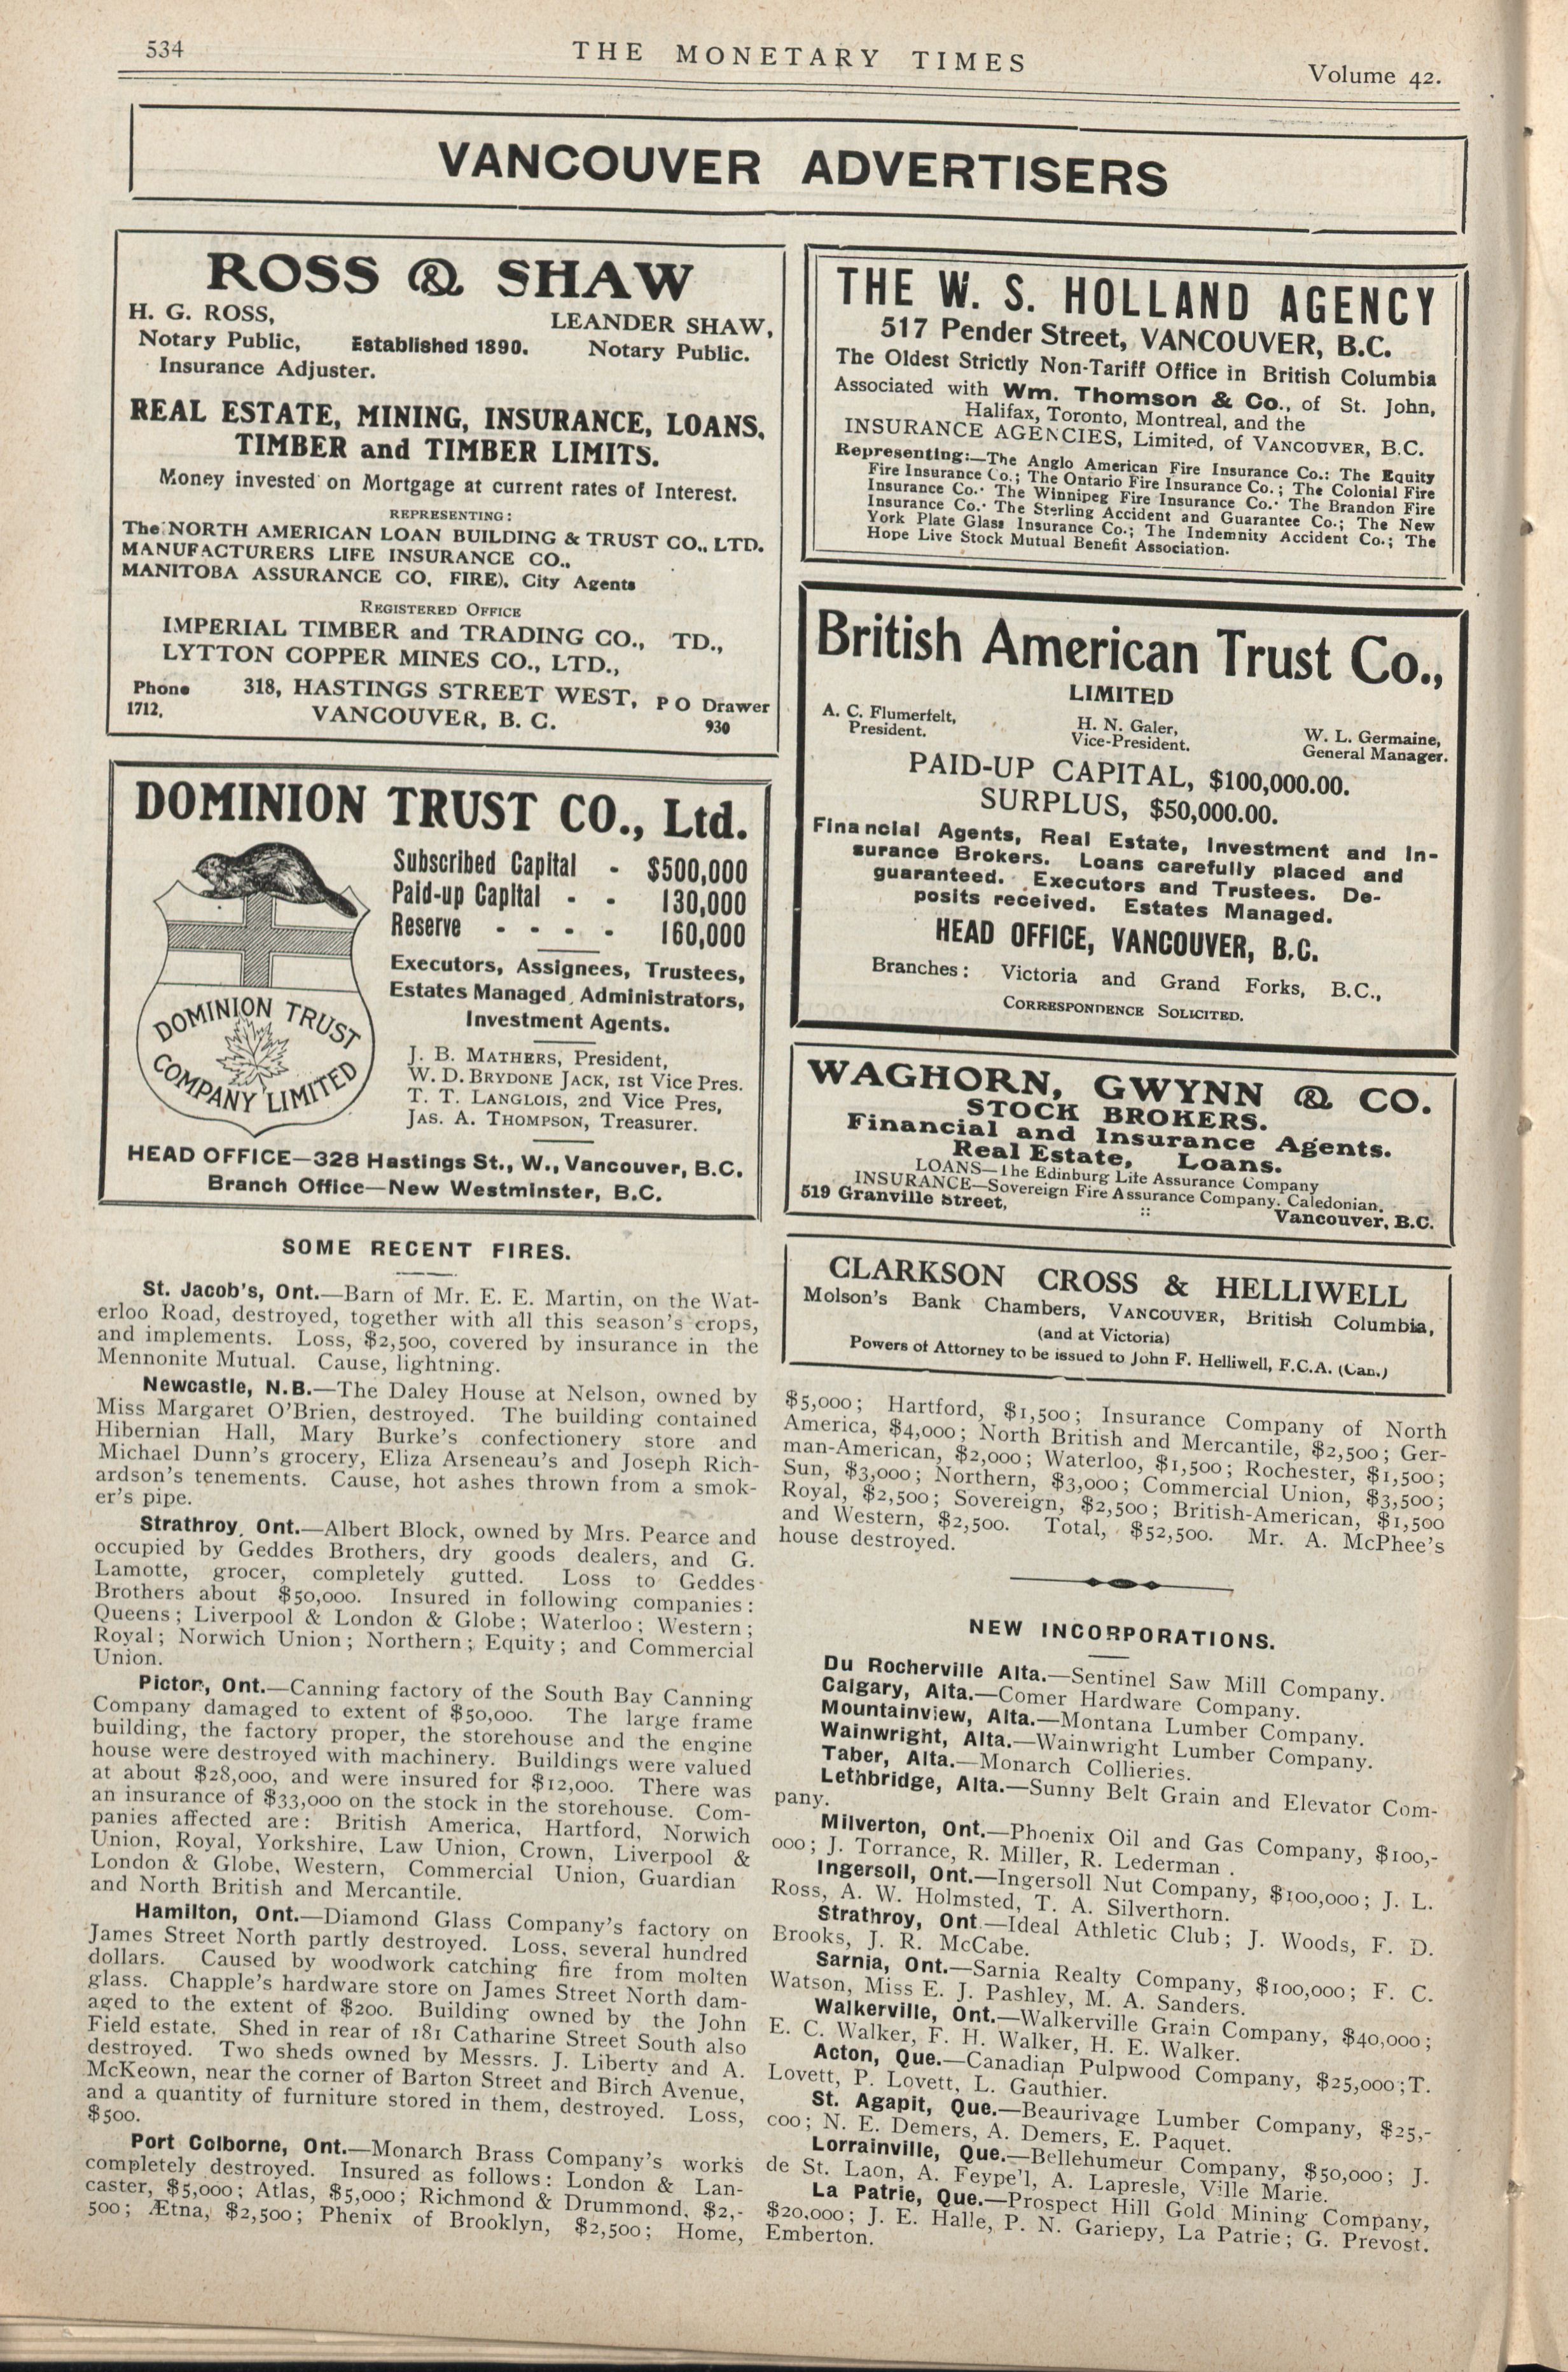 534
THE MONETARY TIMES
Volume 42.
VANCOUVER ADVERTISERS
ROSS & SHAW
H. G. ROSS,
LEANDER SHAW,
Notary Public, Established 1890. Notary Public.
Insurance Adjuster.
REAL ESTATE, MINING, INSURANCE, LOANS,
TIMBER and TIMBER LIMITS.
Money invested on Mortgage at current rates of Interest.
REPRESENTING:
The NORTH AMERICAN LOAN BUILDING & TRUST CO., LTD.
MANUFACTURERS LIFE INSURANCE CO.,
MANITOBA ASSURANCE CO, FIRE), City Agents
REGISTERED OFFICE
IMPERIAL TIMBER and TRADING CO., TD.,
LYTTON COPPER MINES CO., LTD.,
Phone 318, HASTINGS STREET WEST, P O Drawer
1712, VANCOUVER, B. C. 930
DOMINION TRUST CO., Ltd.
Subscribed Capital - $500,000
Paid-up Capital - - 130,000
Reserve - - - - 160,000
Executors, Assignees, Trustees,
Estates Managed, Administrators,
Investment Agents.
DOMINION TRUST
COMPANY LIMITED
J. B. MATHERS, President,
W. D. BRYDONE JACK, 1st Vice Pres.
T. T. LANGLOIS, 2nd Vice Pres,
JAS. A. THOMPSON, Treasurer.
HEAD OFFICE—328 Hastings St., W., Vancouver, B.C.
Branch Office—New Westminster, B.C.
THE W. S. HOLLAND AGENCY
517 Pender Street, VANCOUVER, B.C.
The Oldest Strictly Non-Tariff Office in British Columbia
Associated with Wm. Thomson & Co., of St. John,
Halifax, Toronto, Montreal, and the
INSURANCE AGENCIES, Limited, of VANCOUVER, B.C.
Representing:—The Anglo American Fire Insurance Co.: The Equity
Fire Insurance Co.; The Ontario Fire Insurance Co.; The Colonial Fire
Insurance Co.· The Winnipeg Fire Insurance Co.· The Brandon Fire
Insurance Co.· The Sterling Accident and Guarantee Co.; The New
York Plate Glass Insurance Co.; The Indemnity Accident Co.; The
Hope Live Stock Mutual Benefit Association.
British American Trust Co.,
LIMITED
A. C. Flumerfelt, H. N. Galer, W. L. Germaine,
President. Vice-President. General Manager.
PAID-UP CAPITAL, $100,000.00.
SURPLUS, $50,000.00.
Financial Agents, Real Estate, Investment and In-
surance Brokers. Loans carefully placed and
guaranteed. Executors and Trustees. De-
posits received. Estates Managed.
HEAD OFFICE, VANCOUVER, B.C.
Branches: Victoria and Grand Forks, B.C.,
CORRESPONDENCE SOLICITED.
WAGHORN, GWYNN & CO.
STOCK BROKERS.
Financial and Insurance Agents.
Real Estate, Loans.
LOANS—The Edinburg Life Assurance Company
INSURANCE—Sovereign Fire Assurance Company. Caledonian.
519 Granville Street, :: Vancouver, B.C.
CLARKSON CROSS & HELLIWELL
Molson's Bank Chambers, VANCOUVER, British Columbia,
(and at Victoria)
Powers of Attorney to be issued to John F. Helliwell, F.C.A. (Can.)
SOME RECENT FIRES.
St. Jacob's, Ont.—Barn of Mr. E. E. Martin, on the Wat-
erloo Road, destroyed, together with all this season's crops,
and implements. Loss, $2,500, covered by insurance in the
Mennonite Mutual. Cause, lightning.
Newcastle, N.B.—The Daley House at Nelson, owned by
Miss Margaret O'Brien, destroyed. The building contained
Hibernian Hall, Mary Burke's confectionery store and
Michael Dunn's grocery, Eliza Arseneau's and Joseph Rich-
ardson's tenements. Cause, hot ashes thrown from a smok-
er's pipe.
Strathroy, Ont.—Albert Block, owned by Mrs. Pearce and
occupied by Geddes Brothers, dry goods dealers, and G.
Lamotte, grocer, completely gutted. Loss to Geddes
Brothers about $50,000. Insured in following companies:
Queens; Liverpool & London & Globe; Waterloo; Western;
Royal; Norwich Union; Northern; Equity; and Commercial
Union.
Picton, Ont.—Canning factory of the South Bay Canning
Company damaged to extent of $50,000. The large frame
building, the factory proper, the storehouse and the engine
house were destroyed with machinery. Buildings were valued
at about $28,000, and were insured for $12,000. There was
an insurance of $33,000 on the stock in the storehouse. Com-
panies affected are: British America, Hartford, Norwich
Union, Royal, Yorkshire, Law Union, Crown, Liverpool &
London & Globe, Western, Commercial Union, Guardian
and North British and Mercantile.
Hamilton, Ont.—Diamond Glass Company's factory on
James Street North partly destroyed. Loss, several hundred
dollars. Caused by woodwork catching fire from molten
glass. Chapple's hardware store on James Street North dam-
aged to the extent of $200. Building owned by the John
Field estate. Shed in rear of 181 Catharine Street South also
destroyed. Two sheds owned by Messrs. J. Liberty and A.
McKeown, near the corner of Barton Street and Birch Avenue,
and a quantity of furniture stored in them, destroyed. Loss,
$500.
Port Colborne, Ont.—Monarch Brass Company's works
completely destroyed. Insured as follows: London & Lan-
caster, $5,000; Atlas, $5,000; Richmond & Drummond, $2,-
500; Ætna, $2,500; Phenix of Brooklyn, $2,500; Home,
$5,000; Hartford, $1,500; Insurance Company of North
America, $4,000; North British and Mercantile, $2,500; Ger-
man-American, $2,000; Waterloo, $1,500; Rochester, $1,500;
Sun, $3,000; Northern, $3,000; Commercial Union, $3,500;
Royal, $2,500; Sovereign, $2,500; British-American, $1,500
and Western, $2,500. Total, $52,500. Mr. A. McPhee's
house destroyed.
NEW INCORPORATIONS.
Du Rocherville Alta.—Sentinel Saw Mill Company.
Calgary, Alta.—Comer Hardware Company.
Mountainview, Alta.—Montana Lumber Company.
Wainwright, Alta.—Wainwright Lumber Company.
Taber, Alta.—Monarch Collieries.
Lethbridge, Alta.—Sunny Belt Grain and Elevator Com-
pany.
Milverton, Ont.—Phoenix Oil and Gas Company, $100,-
000; J. Torrance, R. Miller, R. Lederman .
Ingersoll, Ont.—Ingersoll Nut Company, $100,000; J. L.
Ross, A. W. Holmsted, T. A. Silverthorn.
Strathroy, Ont.—Ideal Athletic Club; J. Woods, F. D.
Brooks, J. R. McCabe.
Sarnia, Ont.—Sarnia Realty Company, $100,000; F. C.
Watson, Miss E. J. Pashley, M. A. Sanders.
Walkerville, Ont.—Walkerville Grain Company, $40,000;
E. C. Walker, F. H. Walker, H. E. Walker.
Acton, Que.—Canadian Pulpwood Company, $25,000; T.
Lovett, P. Lovett, L. Gauthier.
St. Agapit, Que.—Beaurivage Lumber Company, $25,-
000; N. E. Demers, A. Demers, E. Paquet.
Lorrainville, Que.—Bellehumeur Company, $50,000; J.
de St. Laon, A. Feype'l, A. Lapresle, Ville Marie.
La Patrie, Que.—Prospect Hill Gold Mining Company,
$20,000; J. E. Halle, P. N. Gariepy, La Patrie; G. Prevost.
Emberton.